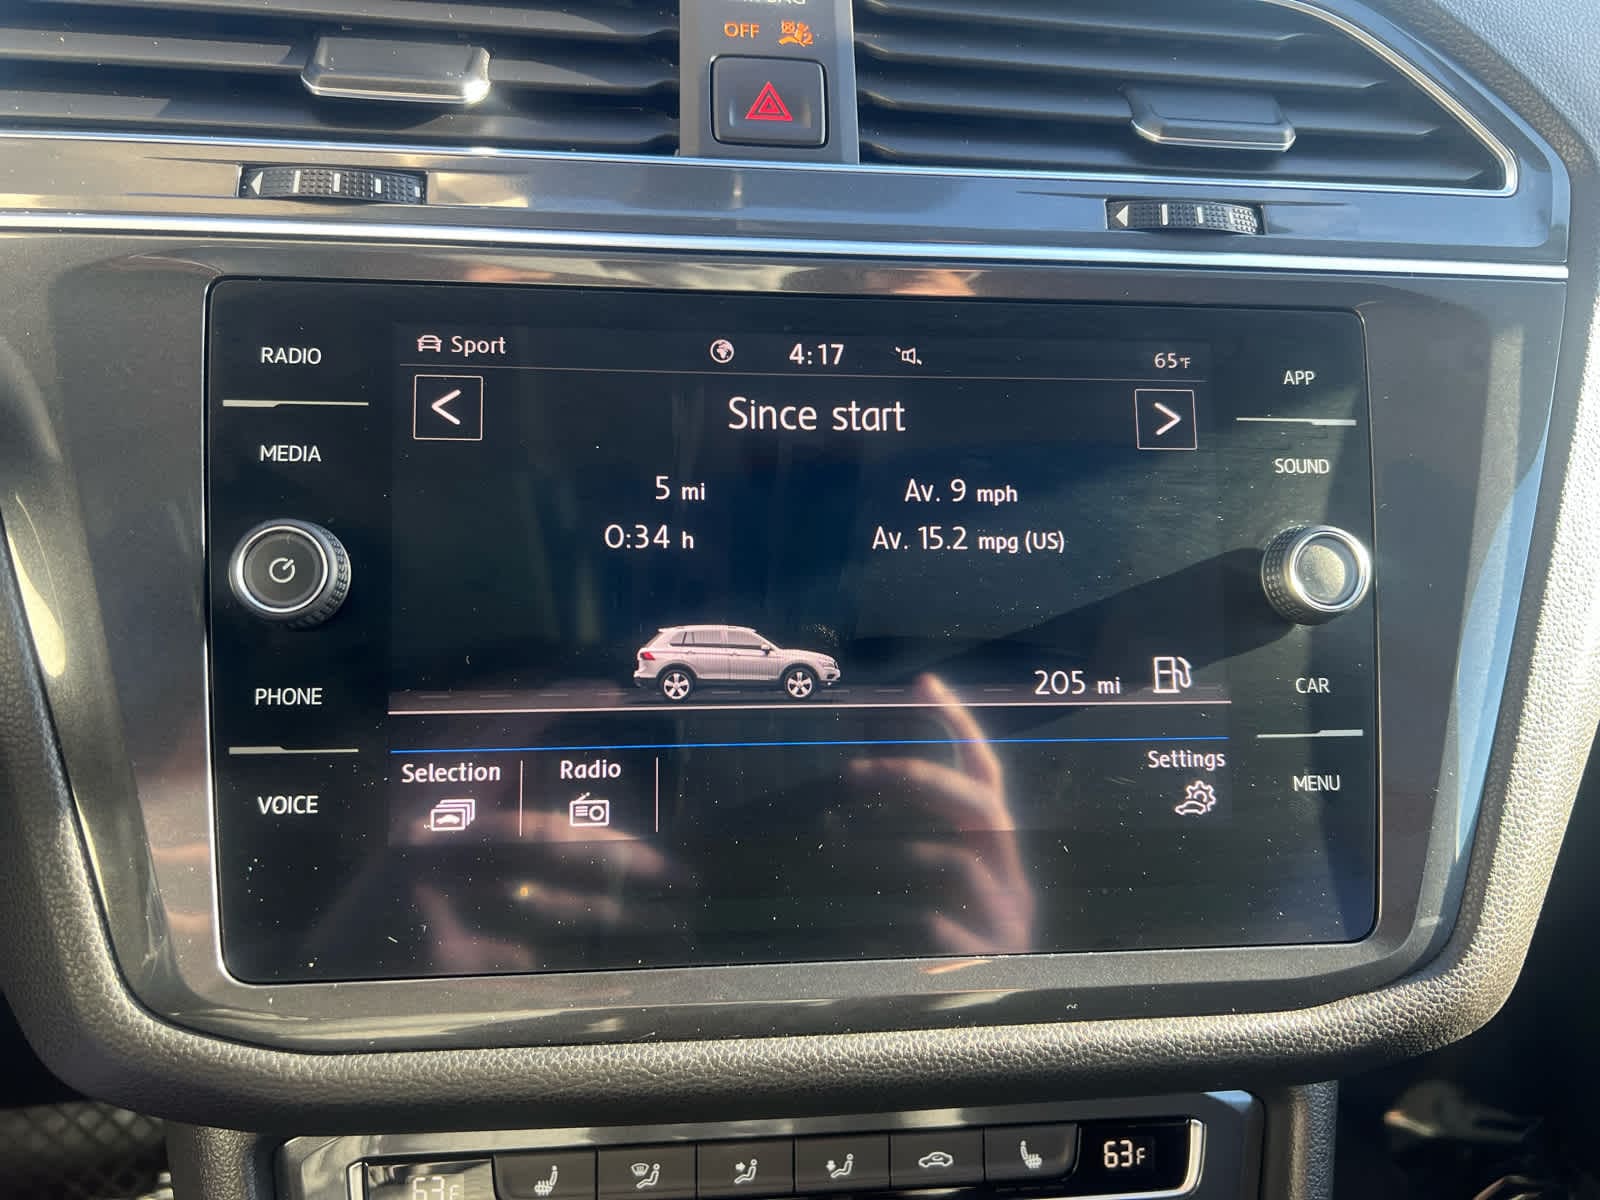 OFF
RADIO
MEDIA
PHONE
VOICE
Sport 4:17 65°F
Since start
5 mi Av. 9 mph
0:34 h Av. 15.2 mpg (US)
205 mi
Selection Radio Settings
APP
SOUND
CAR
MENU
63F 63F